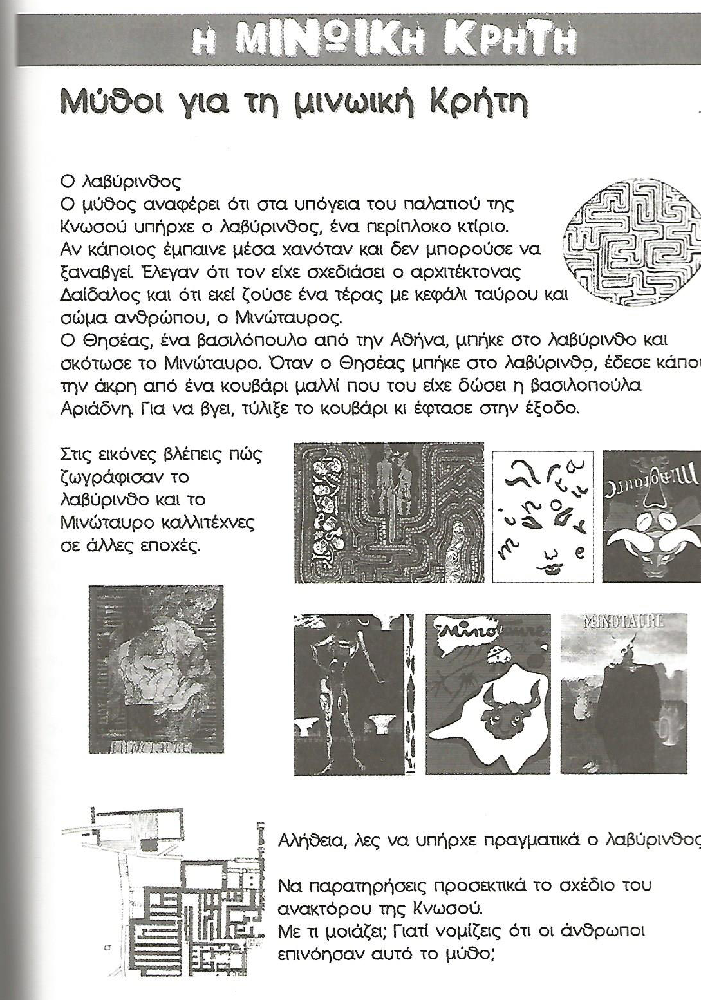 Η ΜΙΝΩΙΚΗ ΚΡΗΤΗ
Μύθοι για τη μινωική Κρήτη
Ο λαβύρινθος
Ο μύθος αναφέρει ότι στα υπόγεια του παλατιού της
Κνωσού υπήρχε ο λαβύρινθος, ένα περίπλοκο κτίριο.
Αν κάποιος έμπαινε μέσα χανόταν και δεν μπορούσε να
ξαναβγεί. Έλεγαν ότι τον είχε σχεδιάσει ο αρχιτέκτονας
Δαίδαλος και ότι εκεί ζούσε ένα τέρας με κεφάλι ταύρου και
σώμα ανθρώπου, ο Μινώταυρος.
Ο Θησέας, ένα βασιλόπουλο από την Αθήνα, μπήκε στο λαβύρινθο και
σκότωσε το Μινώταυρο. Όταν ο Θησέας μπήκε στο λαβύρινθο, έδεσε κάπου
την άκρη από ένα κουβάρι μαλλί που του είχε δώσει η βασιλοπούλα
Αριάδνη. Για να βγει, τύλιξε το κουβάρι κι έφτασε στην έξοδο.
Στις εικόνες βλέπεις πώς
ζωγράφισαν το
λαβύρινθο και το
Μινώταυρο καλλιτέχνες
σε άλλες εποχές.
minotaure
MINOTAURE
MINOTAURE
Minotaure
MINOTAURE
Αλήθεια, λες να υπήρχε πραγματικά ο λαβύρινθος
Να παρατηρήσεις προσεκτικά το σχέδιο του
ανακτόρου της Κνωσού.
Με τι μοιάζει; Γιατί νομίζεις ότι οι άνθρωποι
επινόησαν αυτό το μύθο;